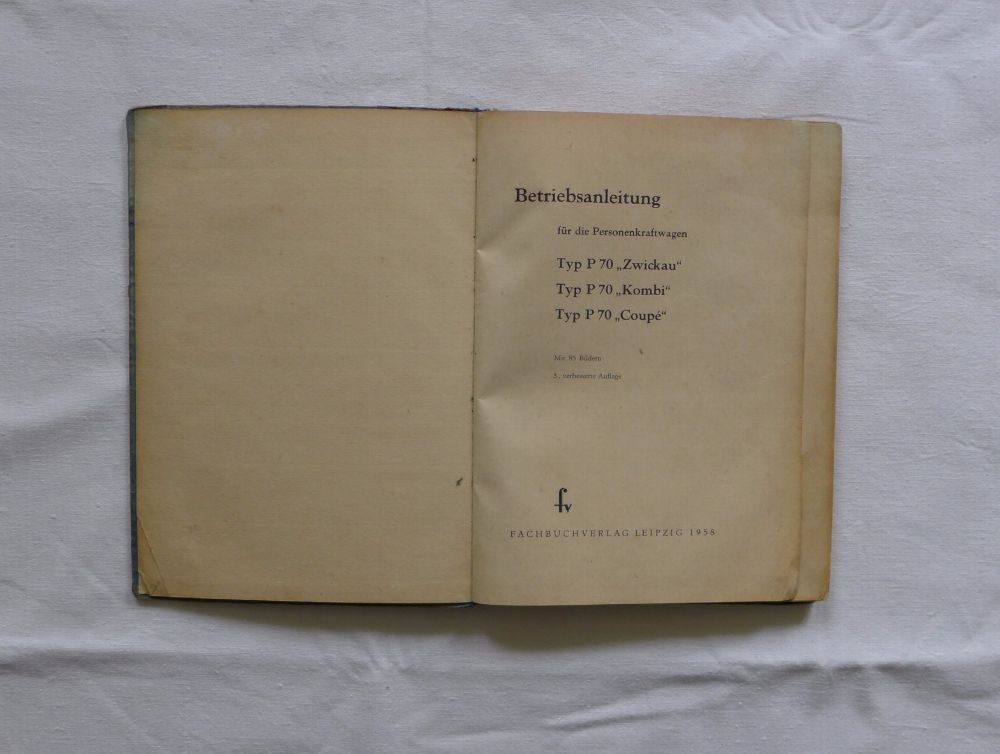 Betriebsanleitung
für die Personenkraftwagen
Typ P 70 „Zwickau“
Typ P 70 „Kombi“
Typ P 70 „Coupé“
Mit 85 Bildern
3., verbesserte Auflage
fv
FACHBUCHVERLAG LEIPZIG 1958